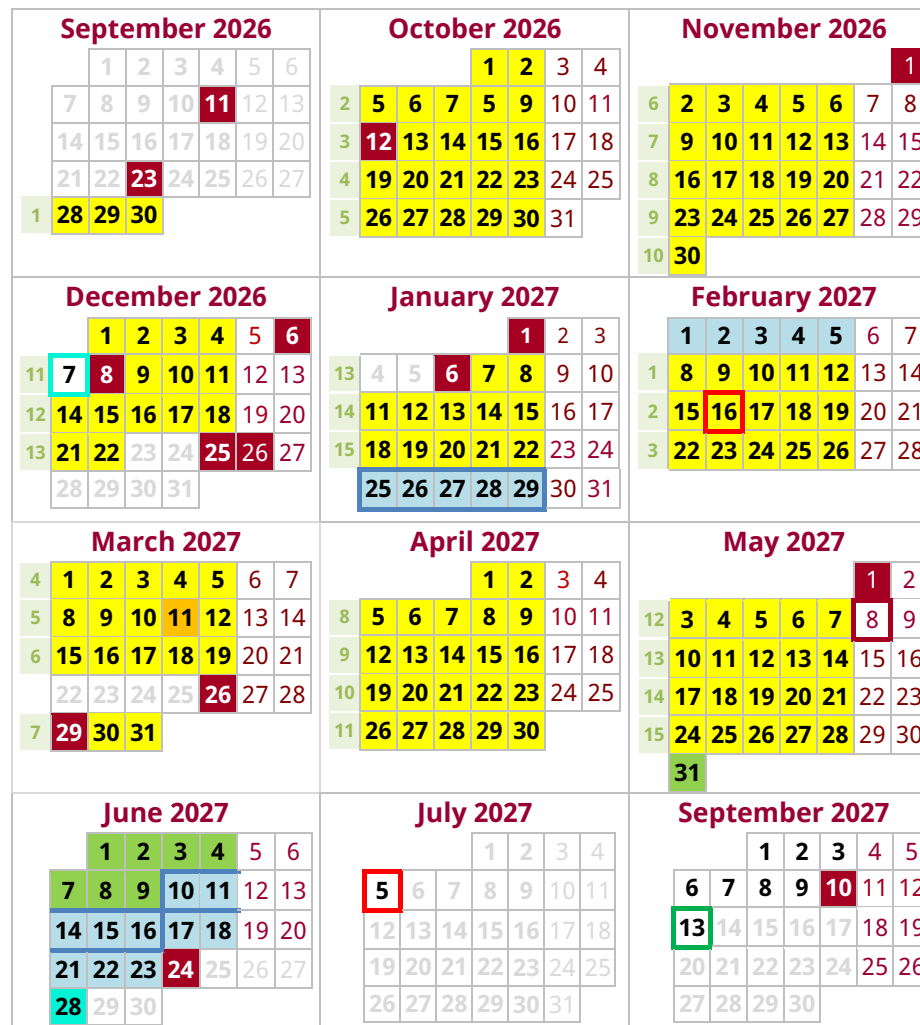 September 2026
1 2 3 4 5 6
7 8 9 10 11 12 13
14 15 16 17 18 19 20
21 22 23 24 25 26 27
1 28 29 30
October 2026
1 2 3 4
2 5 6 7 5 9 10 11
3 12 13 14 15 16 17 18
4 19 20 21 22 23 24 25
5 26 27 28 29 30 31
November 2026
1
6 2 3 4 5 6 7 8
7 9 10 11 12 13 14 15
8 16 17 18 19 20 21 22
9 23 24 25 26 27 28 29
10 30
December 2026
1 2 3 4 5 6
11 7 8 9 10 11 12 13
12 14 15 16 17 18 19 20
13 21 22 23 24 25 26 27
28 29 30 31
January 2027
1 2 3
13 4 5 6 7 8 9 10
14 11 12 13 14 15 16 17
15 18 19 20 21 22 23 24
25 26 27 28 29 30 31
February 2027
1 2 3 4 5 6 7
1 8 9 10 11 12 13 14
2 15 16 17 18 19 20 21
3 22 23 24 25 26 27 28
March 2027
4 1 2 3 4 5 6 7
5 8 9 10 11 12 13 14
6 15 16 17 18 19 20 21
22 23 24 25 26 27 28
7 29 30 31
April 2027
1 2 3 4
8 5 6 7 8 9 10 11
9 12 13 14 15 16 17 18
10 19 20 21 22 23 24 25
11 26 27 28 29 30
May 2027
1 2
12 3 4 5 6 7 8 9
13 10 11 12 13 14 15 16
14 17 18 19 20 21 22 23
15 24 25 26 27 28 29 30
31
June 2027
1 2 3 4 5 6
7 8 9 10 11 12 13
14 15 16 17 18 19 20
21 22 23 24 25 26 27
28 29 30
July 2027
1 2 3 4
5 6 7 8 9 10 11
12 13 14 15 16 17 18
19 20 21 22 23 24 25
26 27 28 29 30 31
September 2027
1 2 3 4 5
6 7 8 9 10 11 12
13 14 15 16 17 18 19
20 21 22 23 24 25 26
27 28 29 30